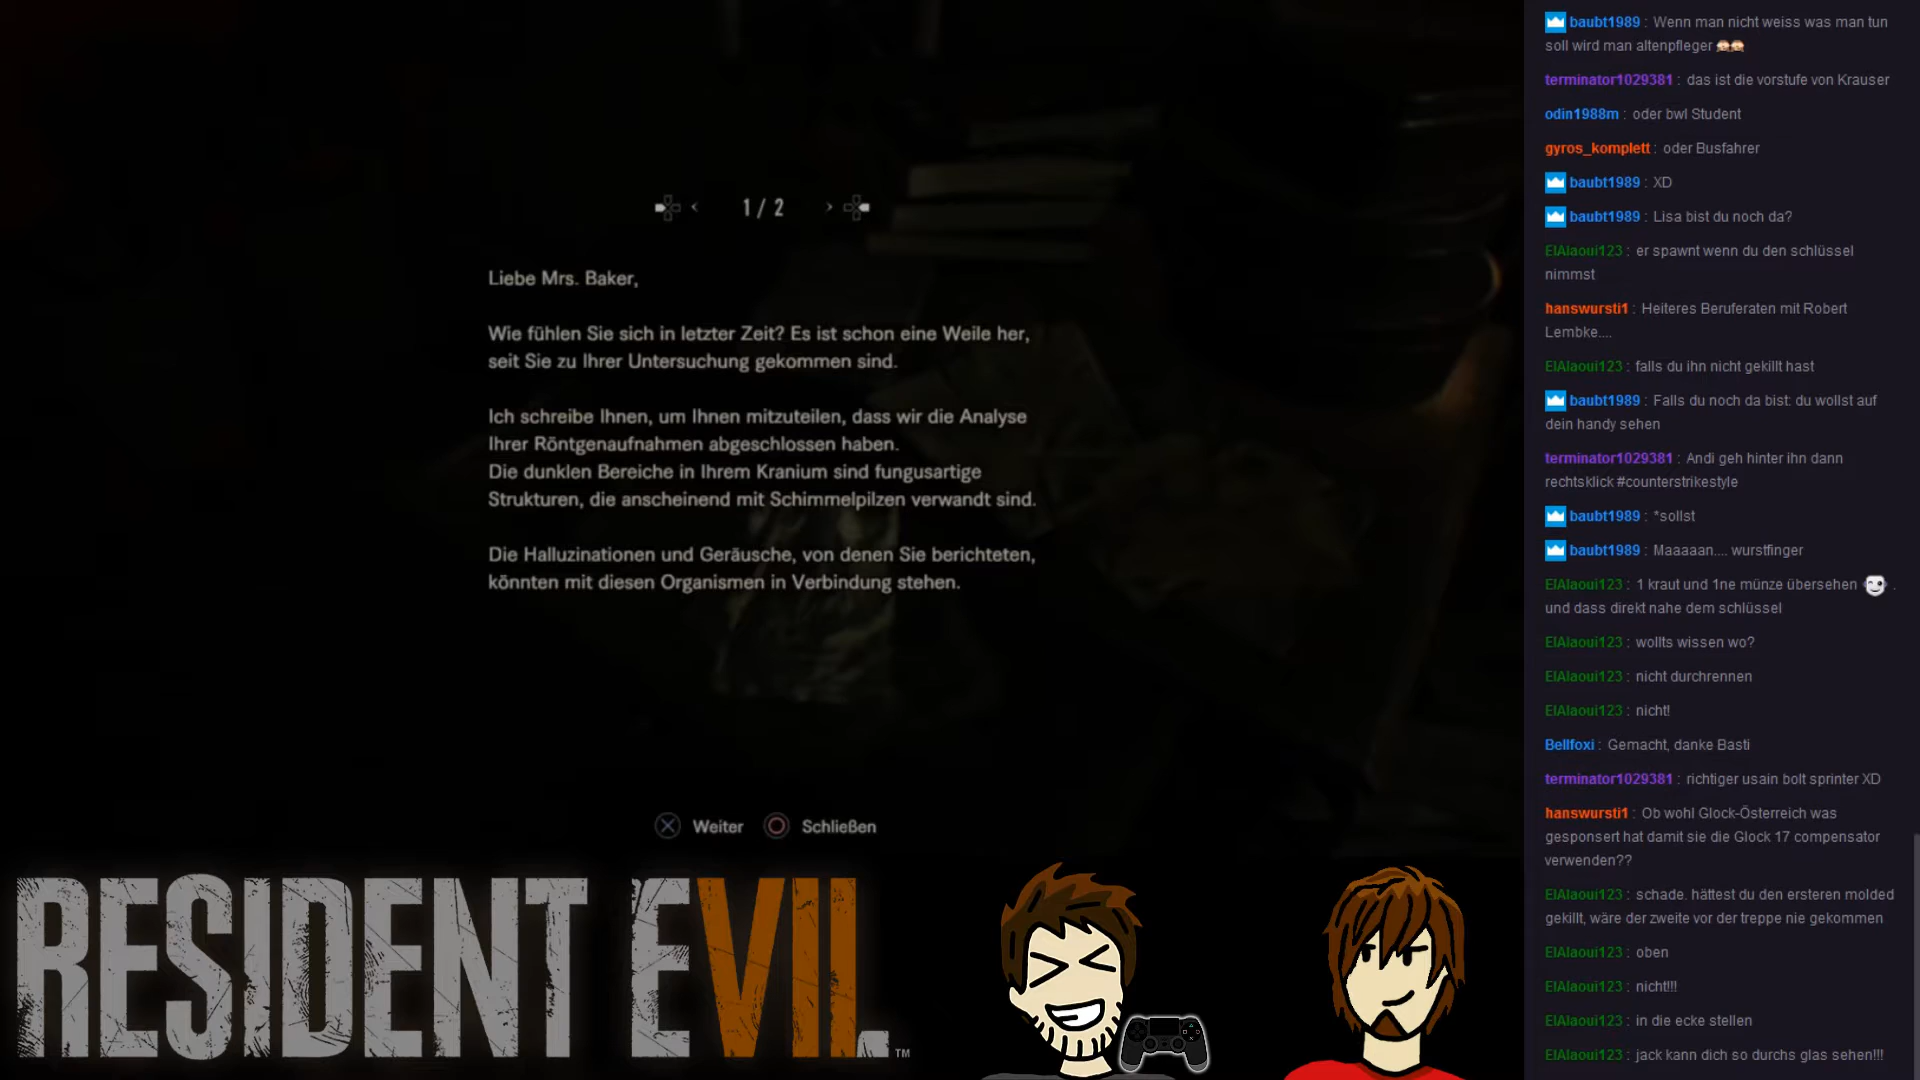 1 / 2
Liebe Mrs. Baker,
Wie fühlen Sie sich in letzter Zeit? Es ist schon eine Weile her,
seit Sie zu Ihrer Untersuchung gekommen sind.
Ich schreibe Ihnen, um Ihnen mitzuteilen, dass wir die Analyse
Ihrer Röntgenaufnahmen abgeschlossen haben.
Die dunklen Bereiche in Ihrem Kranium sind fungusartige
Strukturen, die anscheinend mit Schimmelpilzen verwandt sind.
Die Halluzinationen und Geräusche, von denen Sie berichteten,
könnten mit diesen Organismen in Verbindung stehen.
Weiter Schließen
RESIDENT EVII.™
baubt1989 : Wenn man nicht weiss was man tun
soll wird man altenpfleger
terminator1029381 : das ist die vorstufe von Krauser
odin1988m : oder bwl Student
gyros_komplett : oder Busfahrer
baubt1989 : XD
baubt1989 : Lisa bist du noch da?
ElAlaoui123 : er spawnt wenn du den schlüssel
nimmst
hanswursti1 : Heiteres Beruferaten mit Robert
Lembke....
ElAlaoui123 : falls du ihn nicht gekillt hast
baubt1989 : Falls du noch da bist: du wollst auf
dein handy sehen
terminator1029381 : Andi geh hinter ihn dann
rechtsklick #counterstrikestyle
baubt1989 : *sollst
baubt1989 : Maaaaan.... wurstfinger
ElAlaoui123 : 1 kraut und 1ne münze übersehen .
und dass direkt nahe dem schlüssel
ElAlaoui123 : wollts wissen wo?
ElAlaoui123 : nicht durchrennen
ElAlaoui123 : nicht!
Bellfoxi : Gemacht, danke Basti
terminator1029381 : richtiger usain bolt sprinter XD
hanswursti1 : Ob wohl Glock-Österreich was
gesponsert hat damit sie die Glock 17 compensator
verwenden??
ElAlaoui123 : schade. hättest du den ersteren molded
gekillt, wäre der zweite vor der treppe nie gekommen
ElAlaoui123 : oben
ElAlaoui123 : nicht!!!
ElAlaoui123 : in die ecke stellen
ElAlaoui123 : jack kann dich so durchs glas sehen!!!